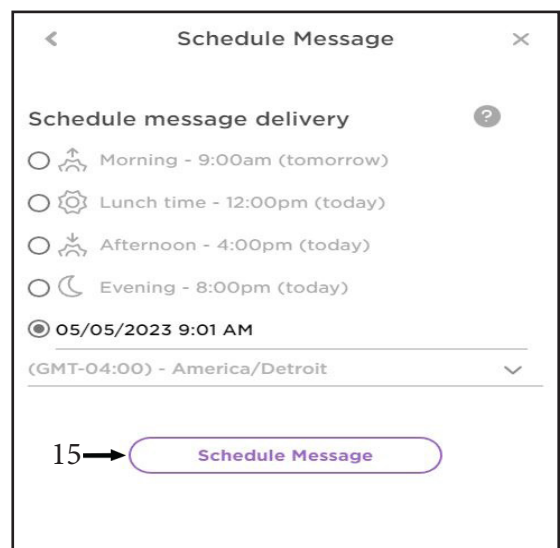 Schedule Message
Schedule message delivery
?
Morning - 9:00am (tomorrow)
Lunch time - 12:00pm (today)
Afternoon - 4:00pm (today)
Evening - 8:00pm (today)
05/05/2023 9:01 AM
(GMT-04:00) - America/Detroit
15 Schedule Message